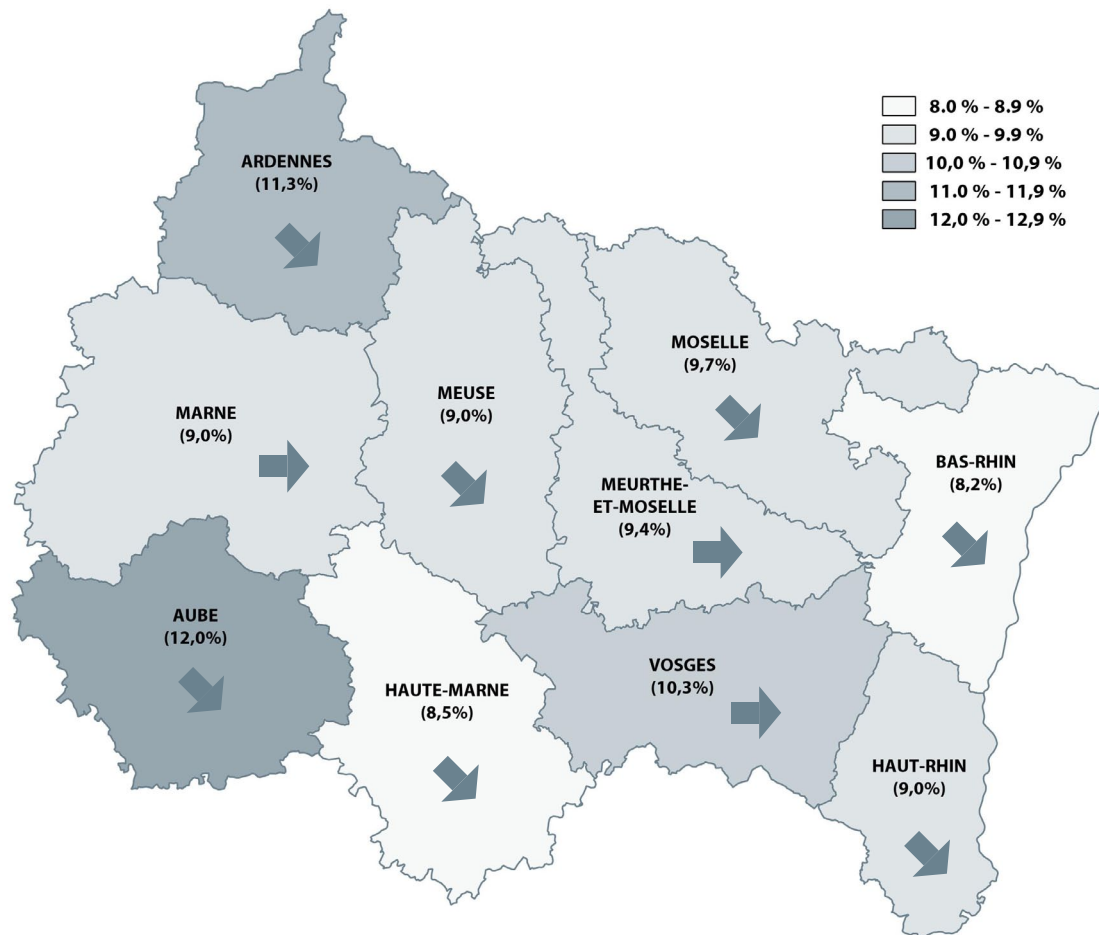 8.0 % - 8.9 %
9.0 % - 9.9 %
10,0 % - 10,9 %
11.0 % - 11,9 %
12,0 % - 12,9 %
ARDENNES
(11,3%)
MOSELLE
(9,7%)
MEUSE
(9,0%)
MARNE
(9,0%)
BAS-RHIN
(8,2%)
MEURTHE-
ET-MOSELLE
(9,4%)
AUBE
(12,0%)
VOSGES
(10,3%)
HAUTE-MARNE
(8,5%)
HAUT-RHIN
(9,0%)